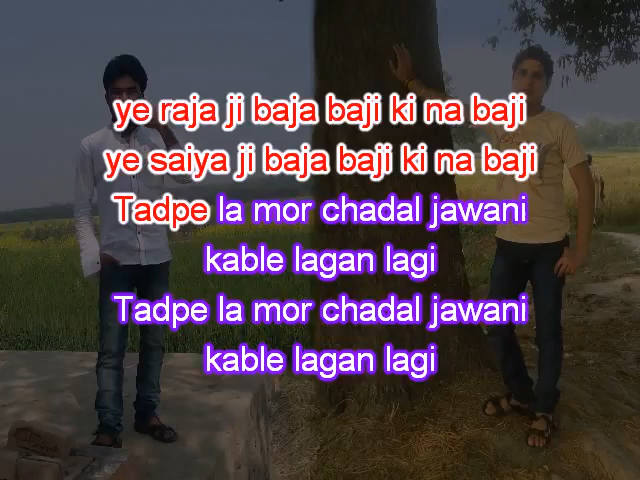 ye raja ji baja baji ki na baji
ye saiya ji baja baji ki na baji
Tadpe la mor chadal jawani
kable lagan lagi
Tadpe la mor chadal jawani
kable lagan lagi